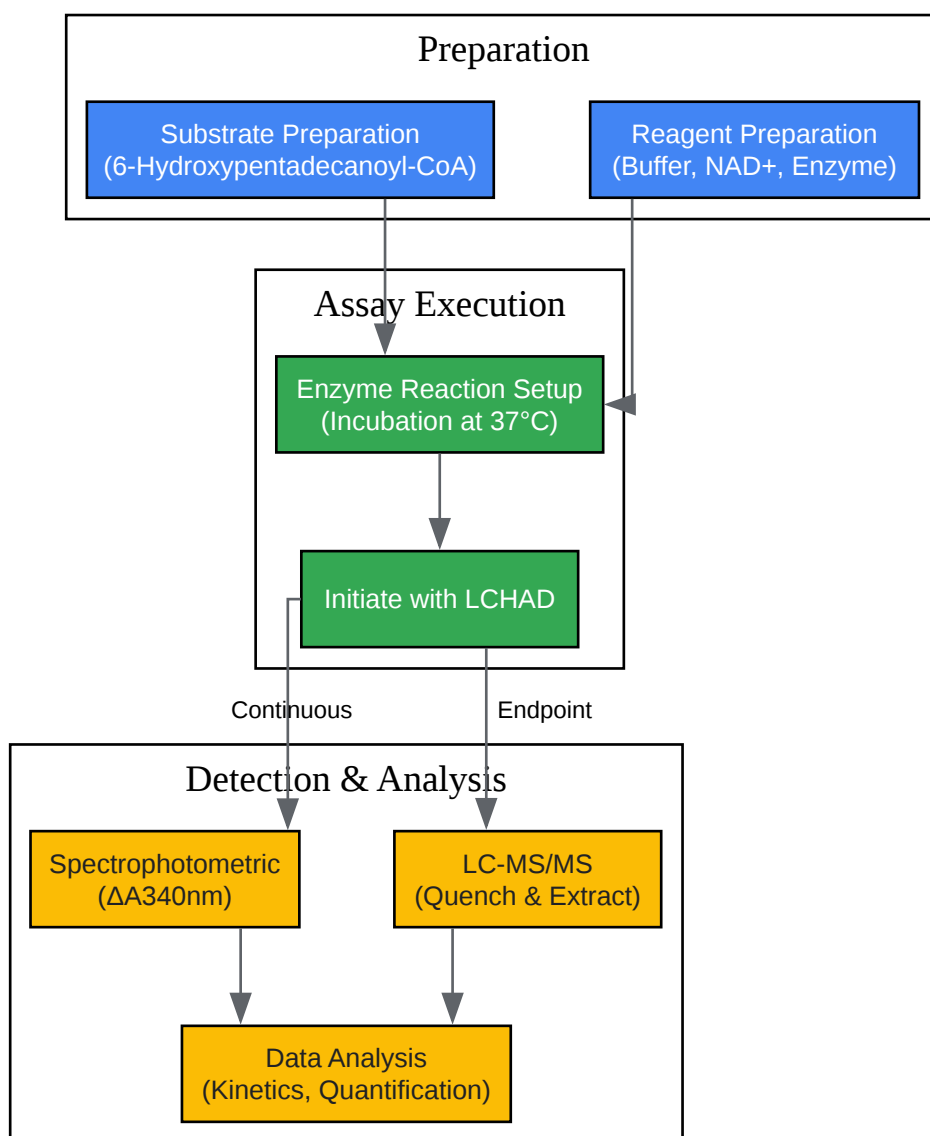 Preparation
Substrate Preparation
(6-Hydroxypentadecanoyl-CoA)
Reagent Preparation
(Buffer, NAD+, Enzyme)
Assay Execution
Enzyme Reaction Setup
(Incubation at 37°C)
Initiate with LCHAD
Continuous
Endpoint
Detection & Analysis
Spectrophotometric
(ΔA340nm)
LC-MS/MS
(Quench & Extract)
Data Analysis
(Kinetics, Quantification)